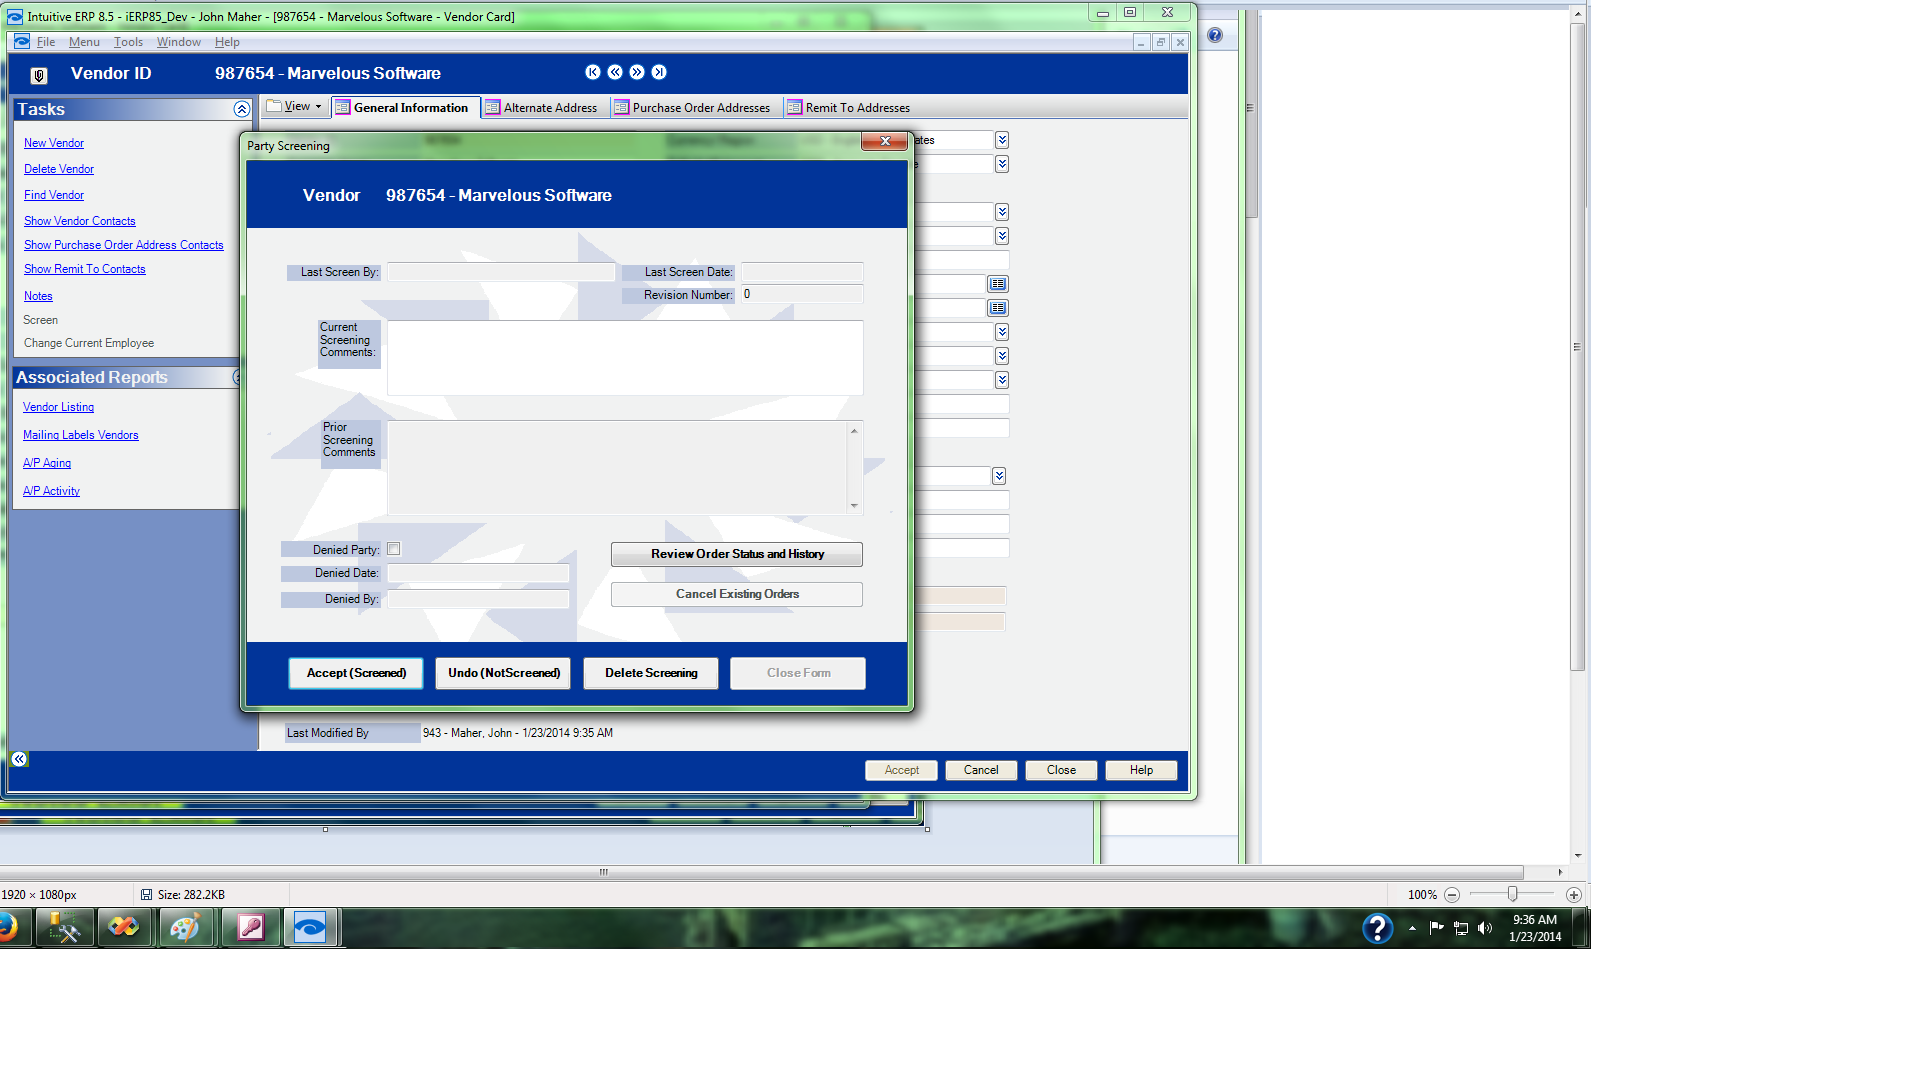 Intuitive ERP 8.5 - iERP85_Dev - John Maher - [987654 - Marvelous Software - Vendor Card]
File Menu Tools Window Help
Vendor ID 987654 - Marvelous Software
Tasks
New Vendor
Delete Vendor
Find Vendor
Show Vendor Contacts
Show Purchase Order Address Contacts
Show Remit To Contacts
Notes
Screen
Change Current Employee
Associated Reports
Vendor Listing
Mailing Labels Vendors
A/P Aging
A/P Activity
View General Information Alternate Address Purchase Order Addresses Remit To Addresses
Party Screening
Vendor 987654 - Marvelous Software
Last Screen By: Last Screen Date:
Revision Number: 0
Current
Screening
Comments:
Prior
Screening
Comments
Denied Party:
Denied Date:
Denied By:
Review Order Status and History
Cancel Existing Orders
Accept (Screened) Undo (NotScreened) Delete Screening Close Form
Last Modified By 943 - Maher, John - 1/23/2014 9:35 AM
Accept Cancel Close Help
1920 × 1080px Size: 282.2KB 100%
9:36 AM
1/23/2014